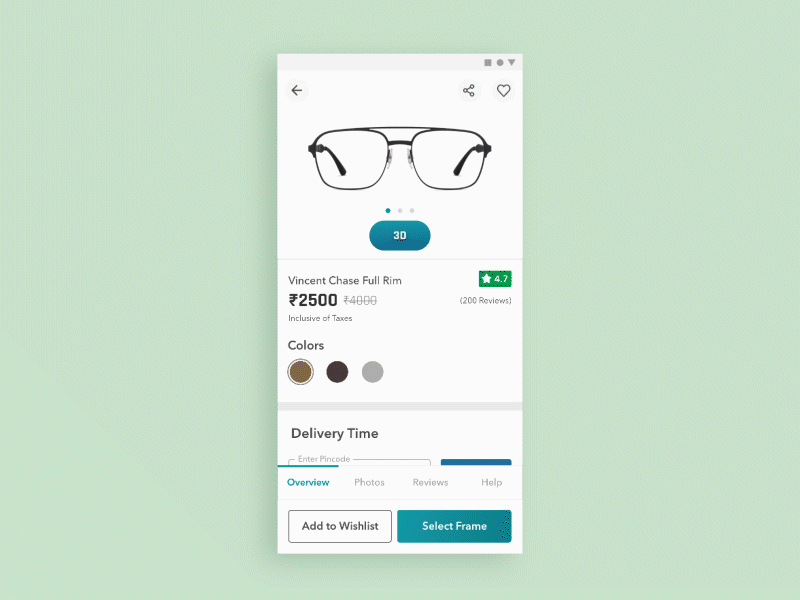 3D
Vincent Chase Full Rim
4.7
₹2500 ₹4000
(200 Reviews)
Inclusive of Taxes
Colors
Delivery Time
Enter Pincode
Overview Photos Reviews Help
Add to Wishlist Select Frame